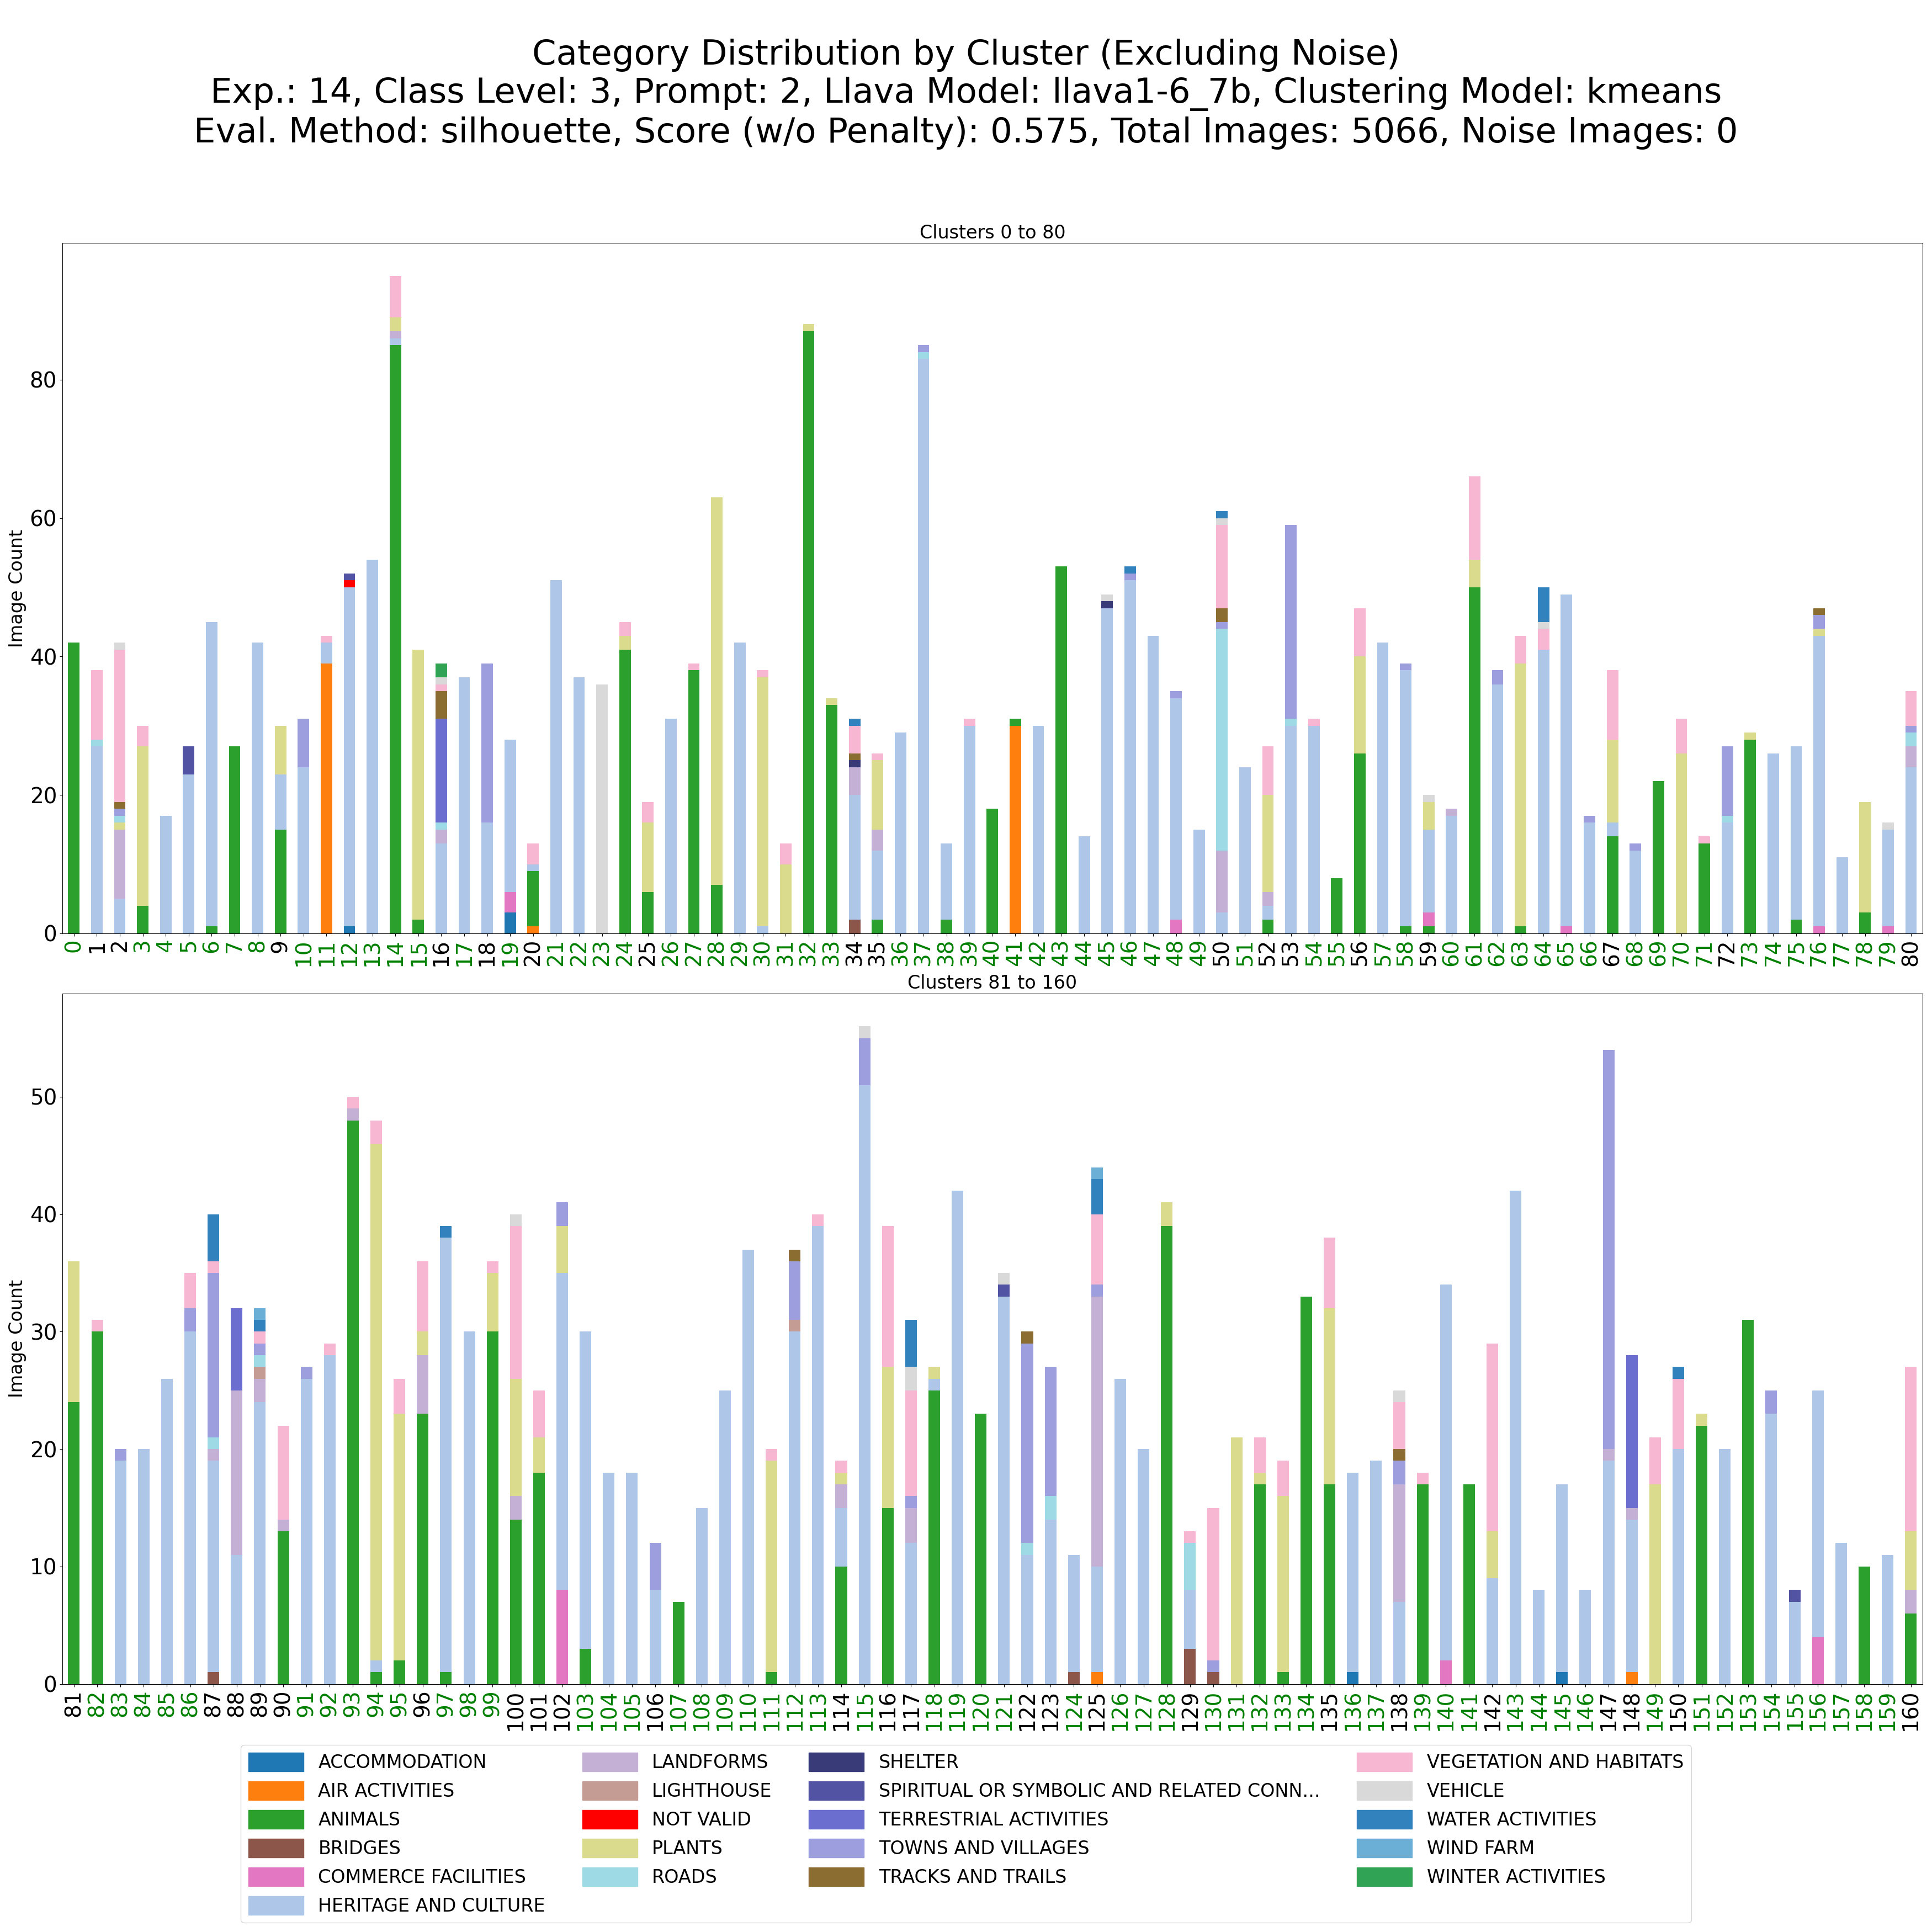 Category Distribution by Cluster (Excluding Noise)
Exp.: 14, Class Level: 3, Prompt: 2, Llava Model: llava1-6_7b, Clustering Model: kmeans
Eval. Method: silhouette, Score (w/o Penalty): 0.575, Total Images: 5066, Noise Images: 0
Clusters 0 to 80
Image Count
80
60
40
20
0
0 1 2 3 4 5 6 7 8 9 10 11 12 13 14 15 16 17 18 19 20 21 22 23 24 25 26 27 28 29 30 31 32 33 34 35 36 37 38 39 40 41 42 43 44 45 46 47 48 49 50 51 52 53 54 55 56 57 58 59 60 61 62 63 64 65 66 67 68 69 70 71 72 73 74 75 76 77 78 79 80
Clusters 81 to 160
Image Count
50
40
30
20
10
0
81 82 83 84 85 86 87 88 89 90 91 92 93 94 95 96 97 98 99 100 101 102 103 104 105 106 107 108 109 110 111 112 113 114 115 116 117 118 119 120 121 122 123 124 125 126 127 128 129 130 131 132 133 134 135 136 137 138 139 140 141 142 143 144 145 146 147 148 149 150 151 152 153 154 155 156 157 158 159 160
ACCOMMODATION
AIR ACTIVITIES
ANIMALS
BRIDGES
COMMERCE FACILITIES
HERITAGE AND CULTURE
LANDFORMS
LIGHTHOUSE
NOT VALID
PLANTS
ROADS
SHELTER
SPIRITUAL OR SYMBOLIC AND RELATED CONN...
TERRESTRIAL ACTIVITIES
TOWNS AND VILLAGES
TRACKS AND TRAILS
VEGETATION AND HABITATS
VEHICLE
WATER ACTIVITIES
WIND FARM
WINTER ACTIVITIES